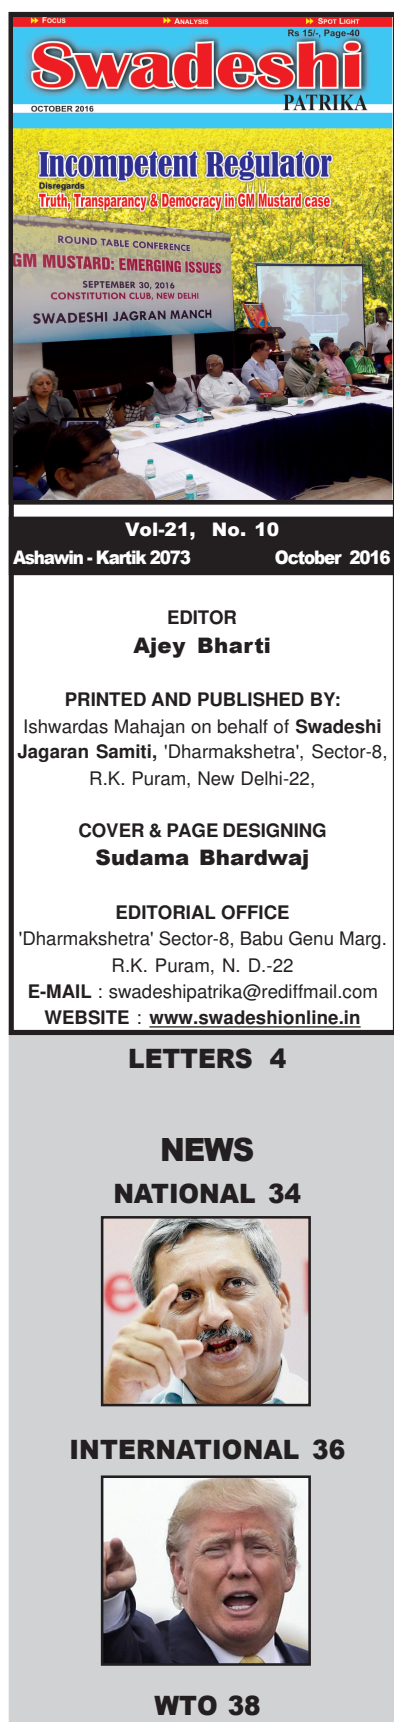 Focus
Analysis
Spot Light
Rs 15/-, Page-40
Swadeshi
PATRIKA
OCTOBER 2016
Incompetent Regulator
Disregards
Truth, Transparancy & Democracy in GM Mustard case
ROUND TABLE CONFERENCE
GM MUSTARD: EMERGING ISSUES
SEPTEMBER 30, 2016
CONSTITUTION CLUB, NEW DELHI
SWADESHI JAGRAN MANCH
Vol-21, No. 10
Ashawin - Kartik 2073 October 2016
EDITOR
Ajey Bharti
PRINTED AND PUBLISHED BY:
Ishwardas Mahajan on behalf of Swadeshi
Jagaran Samiti, 'Dharmakshetra', Sector-8,
R.K. Puram, New Delhi-22,
COVER & PAGE DESIGNING
Sudama Bhardwaj
EDITORIAL OFFICE
'Dharmakshetra' Sector-8, Babu Genu Marg.
R.K. Puram, N. D.-22
E-MAIL : swadeshipatrika@rediffmail.com
WEBSITE : www.swadeshionline.in
LETTERS 4
NEWS
NATIONAL 34
INTERNATIONAL 36
WTO 38